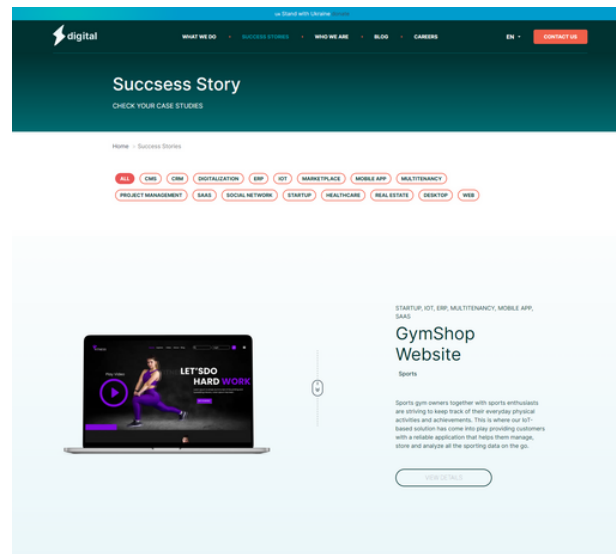 UA Stand with Ukraine
digital
WHAT WE DO • SUCCESS STORIES • WHO WE ARE • BLOG • CAREERS
EN
CONTACT US
Succsess Story
CHECK YOUR CASE STUDIES
Home - Success Stories
ALL CMS CRM DIGITALIZATION ERP IOT MARKETPLACE MOBILE APP MULTITENANCY
PROJECT MANAGEMENT SAAS SOCIAL NETWORK STARTUP HEALTHCARE REAL ESTATE DESKTOP WEB
Play Video
LET'SDO
HARD WORK
STARTUP, IOT, ERP, MULTITENANCY, MOBILE APP,
SAAS
GymShop
Website
Sports
Sports gym owners together with sports enthusiasts
are striving to keep track of their everyday physical
activities and achievements. This is where our IoT-
based solution has come into play providing customers
with a reliable application that helps them manage,
store and analyze all the sporting data on the go.
VIEW DETAILS